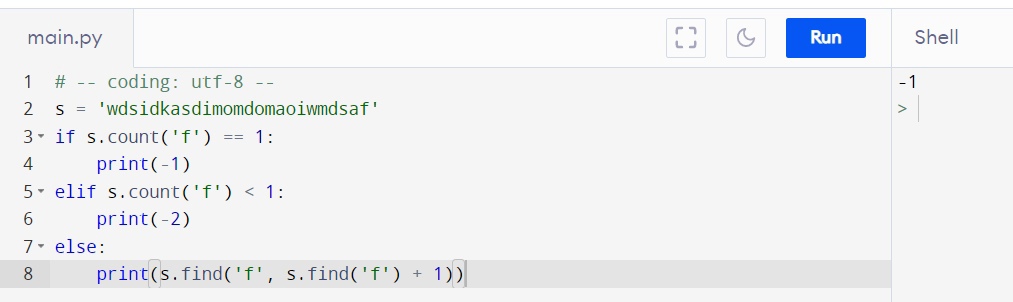 main.py
Run
Shell
1 # -- coding: utf-8 --
2 s = 'wdsidkasdimomdomaoiwmdsaf'
3 if s.count('f') == 1:
4     print(-1)
5 elif s.count('f') < 1:
6     print(-2)
7 else:
8     print(s.find('f', s.find('f') + 1))
-1
>